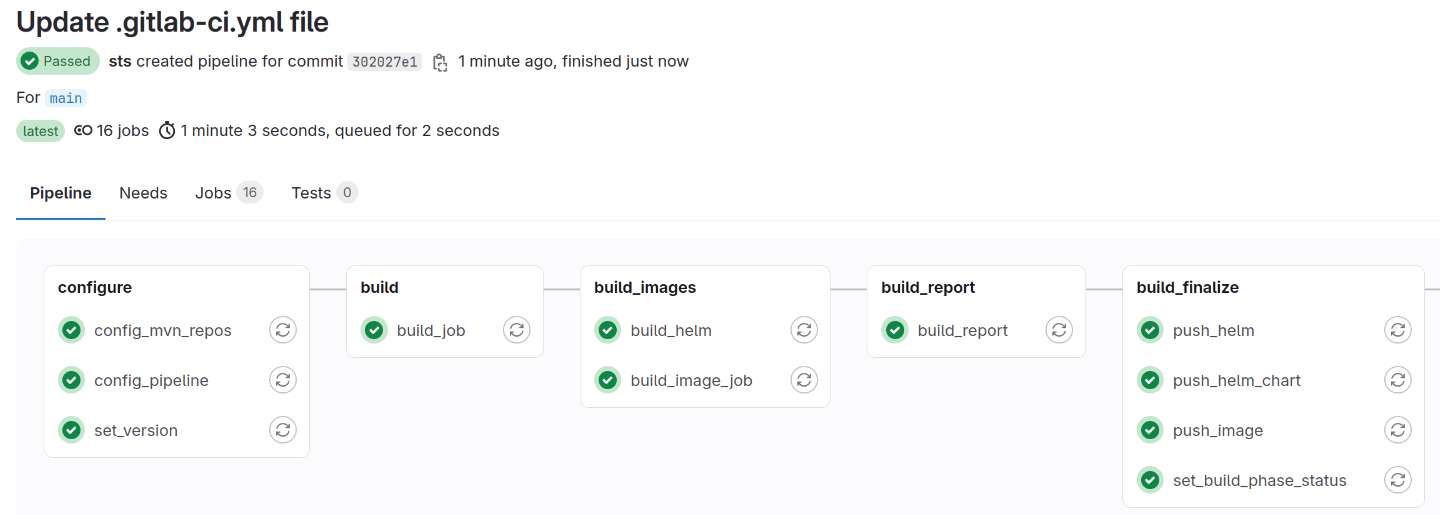 Update .gitlab-ci.yml file
Passed sts created pipeline for commit 302027e1 1 minute ago, finished just now
For main
latest 16 jobs 1 minute 3 seconds, queued for 2 seconds
Pipeline Needs Jobs 16 Tests 0
configure
config_mvn_repos
config_pipeline
set_version
build
build_job
build_images
build_helm
build_image_job
build_report
build_report
build_finalize
push_helm
push_helm_chart
push_image
set_build_phase_status